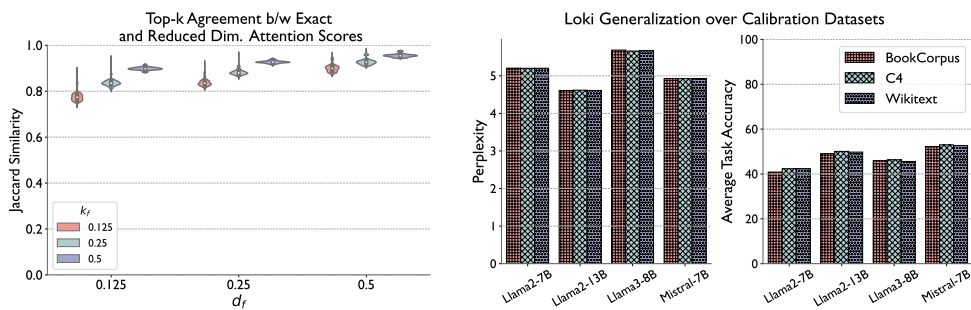 Top-k Agreement b/w Exact
and Reduced Dim. Attention Scores
Jaccard Similarity
1.0
0.8
0.6
0.4
0.2
0.0
k_f
0.125
0.25
0.5
0.125
0.25
0.5
d_f
Loki Generalization over Calibration Datasets
Perplexity
5
4
3
2
1
0
Llama2-7B
Llama2-13B
Llama3-8B
Mistral-7B
Average Task Accuracy
100
80
60
40
20
0
BookCorpus
C4
Wikitext
Llama2-7B
Llama2-13B
Llama3-8B
Mistral-7B